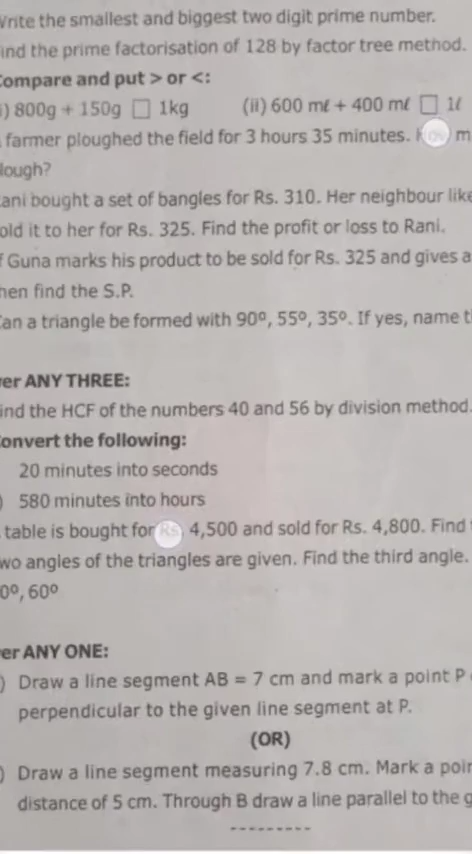 Write the smallest and biggest two digit prime number.
ind the prime factorisation of 128 by factor tree method.
Compare and put > or <:
i) 800g + 150g □ 1kg (ii) 600 mℓ + 400 mℓ □ 1ℓ
farmer ploughed the field for 3 hours 35 minutes. m
lough?
ani bought a set of bangles for Rs. 310. Her neighbour like
old it to her for Rs. 325. Find the profit or loss to Rani.
f Guna marks his product to be sold for Rs. 325 and gives a
hen find the S.P.
Can a triangle be formed with 90º, 55º, 35º. If yes, name t
er ANY THREE:
ind the HCF of the numbers 40 and 56 by division method.
Convert the following:
20 minutes into seconds
) 580 minutes into hours
table is bought for Rs. 4,500 and sold for Rs. 4,800. Find
wo angles of the triangles are given. Find the third angle.
0º, 60º
er ANY ONE:
) Draw a line segment AB = 7 cm and mark a point P
perpendicular to the given line segment at P.
(OR)
) Draw a line segment measuring 7.8 cm. Mark a poin
distance of 5 cm. Through B draw a line parallel to the g
---------